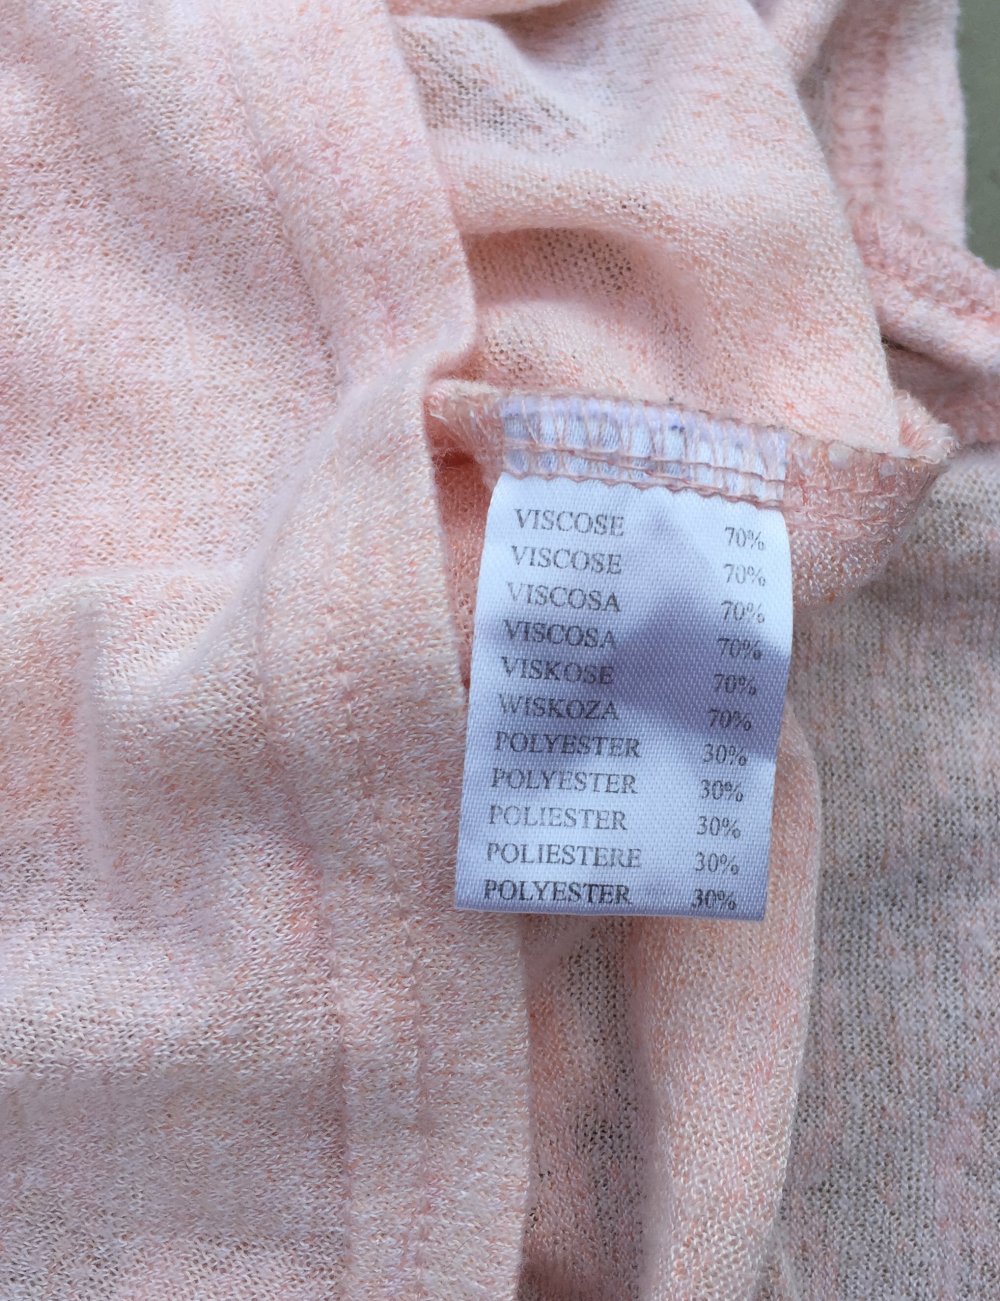 VISCOSE 70%
VISCOSE 70%
VISCOSA 70%
VISCOSA 70%
VISKOSE 70%
WISKOZA 70%
POLYESTER 30%
POLYESTER 30%
POLIESTER 30%
POLIESTERE 30%
POLYESTER 30%